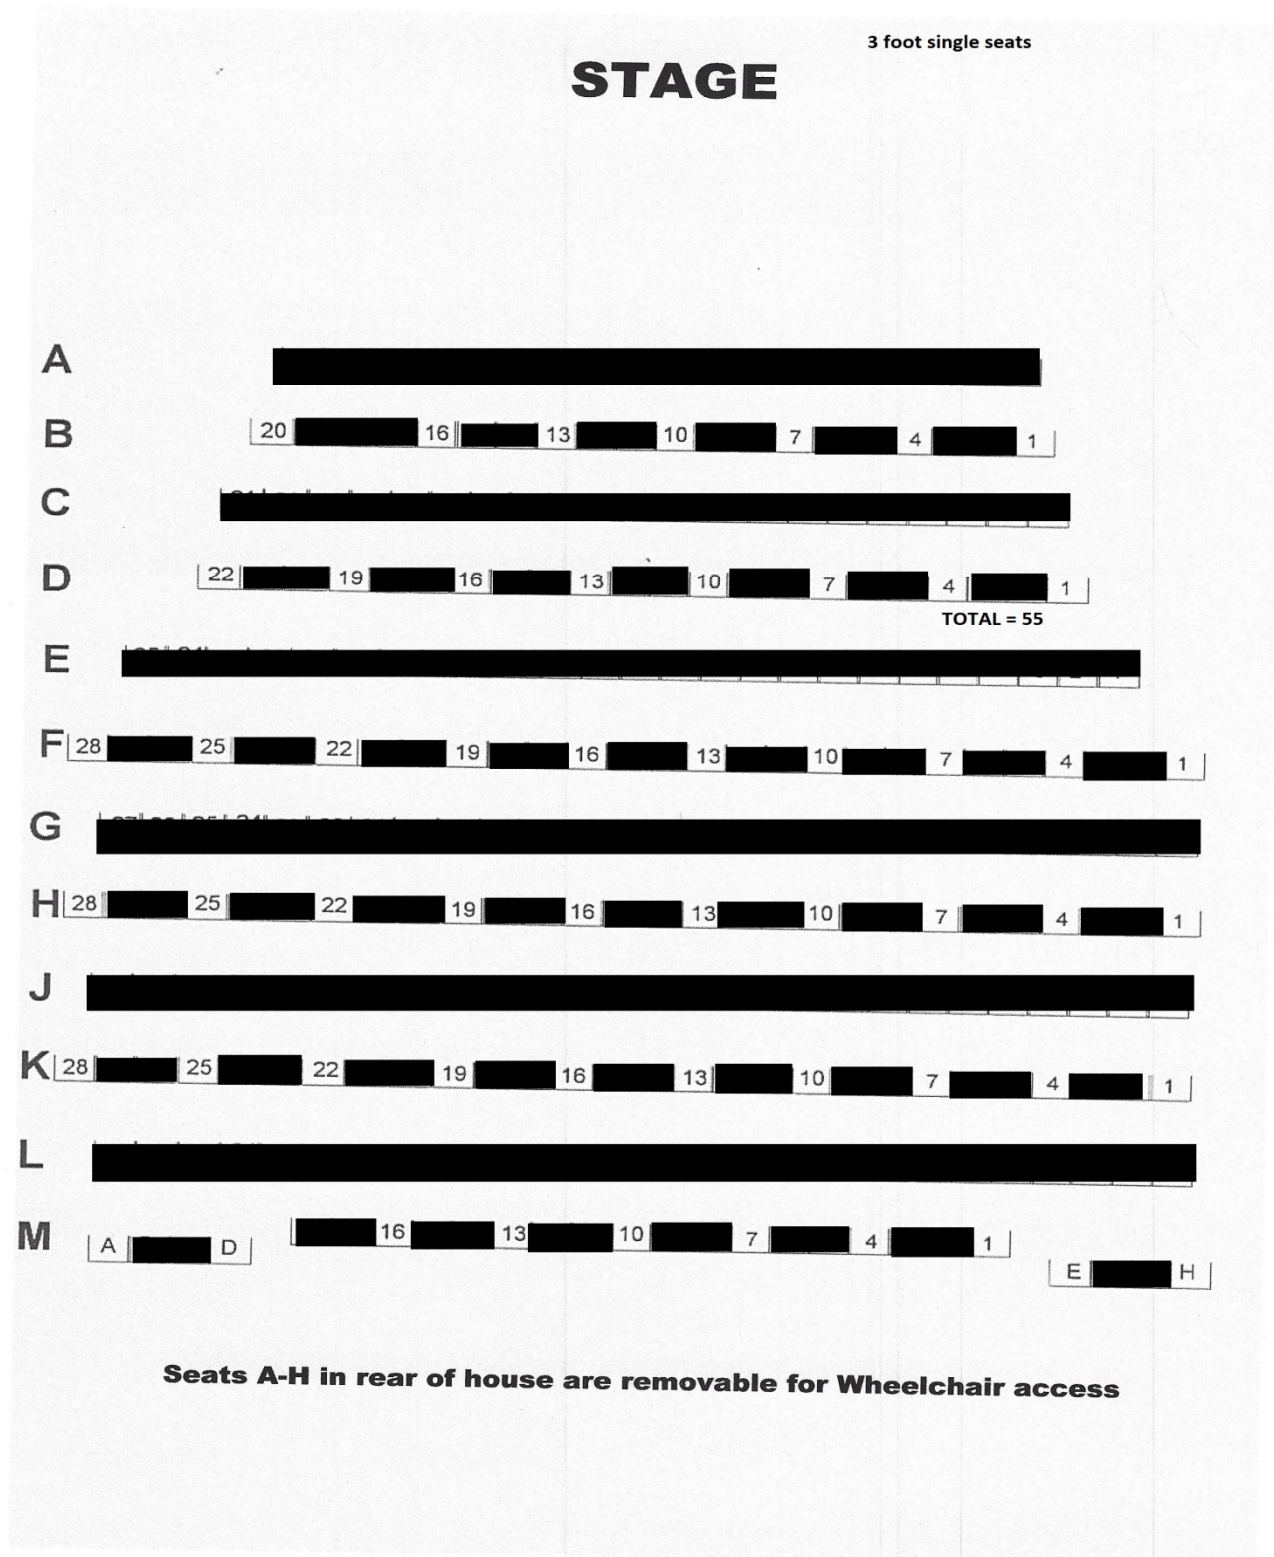 3 foot single seats
STAGE
A
B 20 16 13 10 7 4 1
C
D 22 19 16 13 10 7 4 1
TOTAL = 55
E
F 28 25 22 19 16 13 10 7 4 1
G
H 28 25 22 19 16 13 10 7 4 1
J
K 28 25 22 19 16 13 10 7 4 1
L
M A D 16 13 10 7 4 1
E H
Seats A-H in rear of house are removable for Wheelchair access